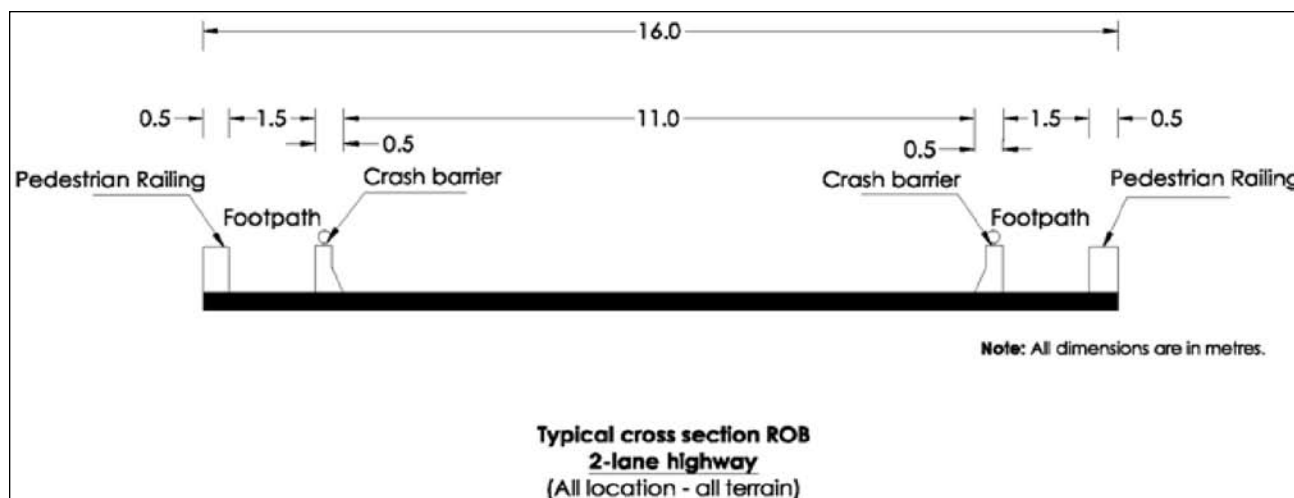 16.0
0.5 1.5 11.0 1.5 0.5
0.5 0.5
Pedestrian Railing Crash barrier Crash barrier Pedestrian Railing
Footpath Footpath
Note: All dimensions are in metres.
Typical cross section ROB
2-lane highway
(All location - all terrain)